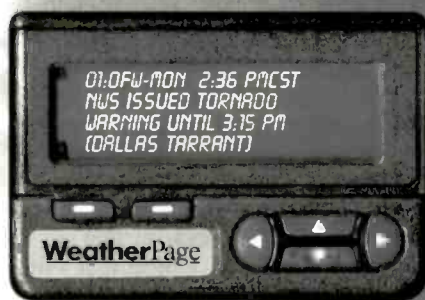 01:DFW-MON 2:36 PMCST
NWS ISSUED TORNADO
WARNING UNTIL 3:15 PM
(DALLAS TARRANT)
WeatherPage